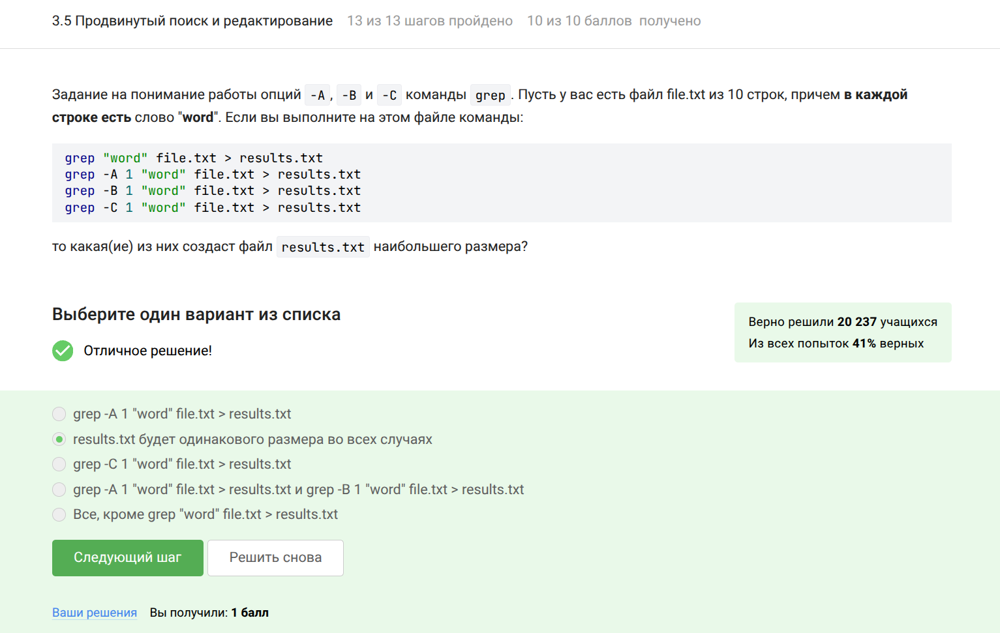 3.5 Продвинутый поиск и редактирование 13 из 13 шагов пройдено 10 из 10 баллов получено
Задание на понимание работы опций -A, -B и -C команды grep. Пусть у вас есть файл file.txt из 10 строк, причем в каждой
строке есть слово "word". Если вы выполните на этом файле команды:
grep "word" file.txt > results.txt
grep -A 1 "word" file.txt > results.txt
grep -B 1 "word" file.txt > results.txt
grep -C 1 "word" file.txt > results.txt
то какая(ие) из них создаст файл results.txt наибольшего размера?
Выберите один вариант из списка
Верно решили 20 237 учащихся
Из всех попыток 41% верных
Отличное решение!
grep -A 1 "word" file.txt > results.txt
results.txt будет одинакового размера во всех случаях
grep -C 1 "word" file.txt > results.txt
grep -A 1 "word" file.txt > results.txt и grep -B 1 "word" file.txt > results.txt
Все, кроме grep "word" file.txt > results.txt
Следующий шаг Решить снова
Ваши решения Вы получили: 1 балл